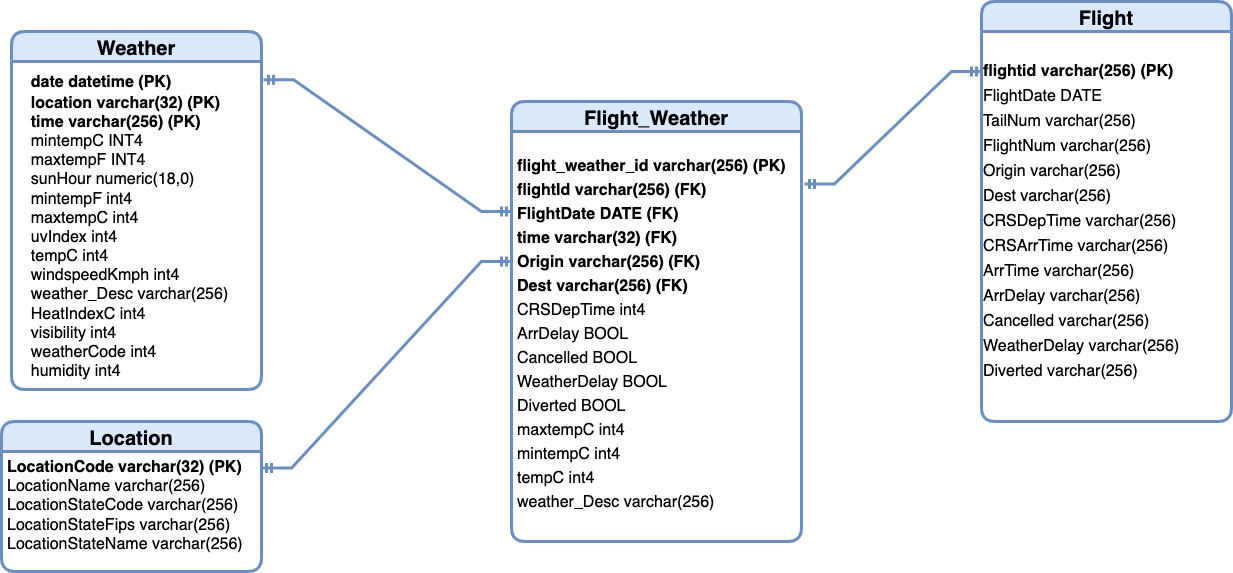 Weather
date datetime (PK)
location varchar(32) (PK)
time varchar(256) (PK)
mintempC INT4
maxtempF INT4
sunHour numeric(18,0)
mintempF int4
maxtempC int4
uvIndex int4
tempC int4
windspeedKmph int4
weather_Desc varchar(256)
HeatIndexC int4
visibility int4
weatherCode int4
humidity int4
Location
LocationCode varchar(32) (PK)
LocationName varchar(256)
LocationStateCode varchar(256)
LocationStateFips varchar(256)
LocationStateName varchar(256)
Flight_Weather
flight_weather_id varchar(256) (PK)
flightId varchar(256) (FK)
FlightDate DATE (FK)
time varchar(32) (FK)
Origin varchar(256) (FK)
Dest varchar(256) (FK)
CRSDepTime int4
ArrDelay BOOL
Cancelled BOOL
WeatherDelay BOOL
Diverted BOOL
maxtempC int4
mintempC int4
tempC int4
weather_Desc varchar(256)
Flight
flightid varchar(256) (PK)
FlightDate DATE
TailNum varchar(256)
FlightNum varchar(256)
Origin varchar(256)
Dest varchar(256)
CRSDepTime varchar(256)
CRSArrTime varchar(256)
ArrTime varchar(256)
ArrDelay varchar(256)
Cancelled varchar(256)
WeatherDelay varchar(256)
Diverted varchar(256)